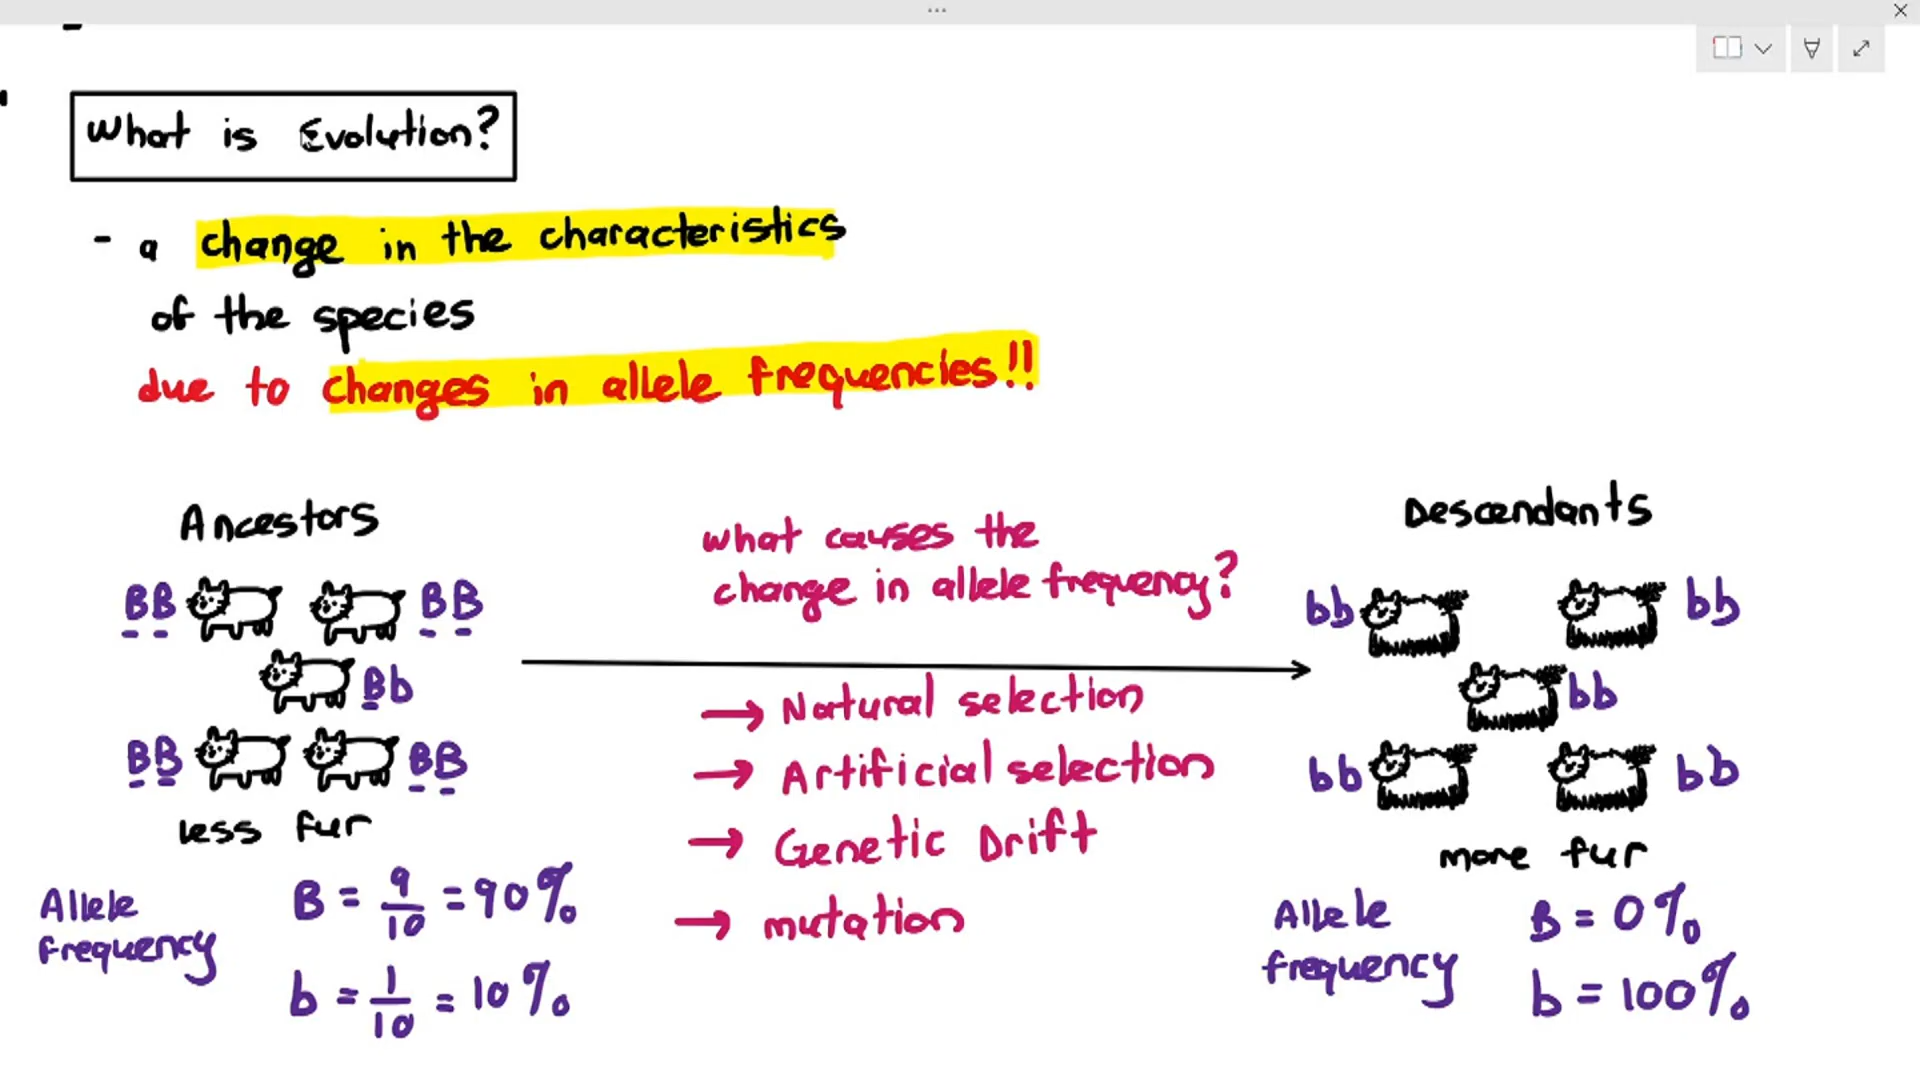 What is Evolution?
- a change in the characteristics
of the species
due to changes in allele frequencies!!
Ancestors
BB BB
Bb
BB BB
less fur
Allele frequency
B = 9/10 = 90%
b = 1/10 = 10%
what causes the
change in allele frequency?
→ Natural selection
→ Artificial selection
→ Genetic Drift
→ mutation
Descendants
bb bb
bb
bb bb
more fur
Allele frequency
B = 0%
b = 100%